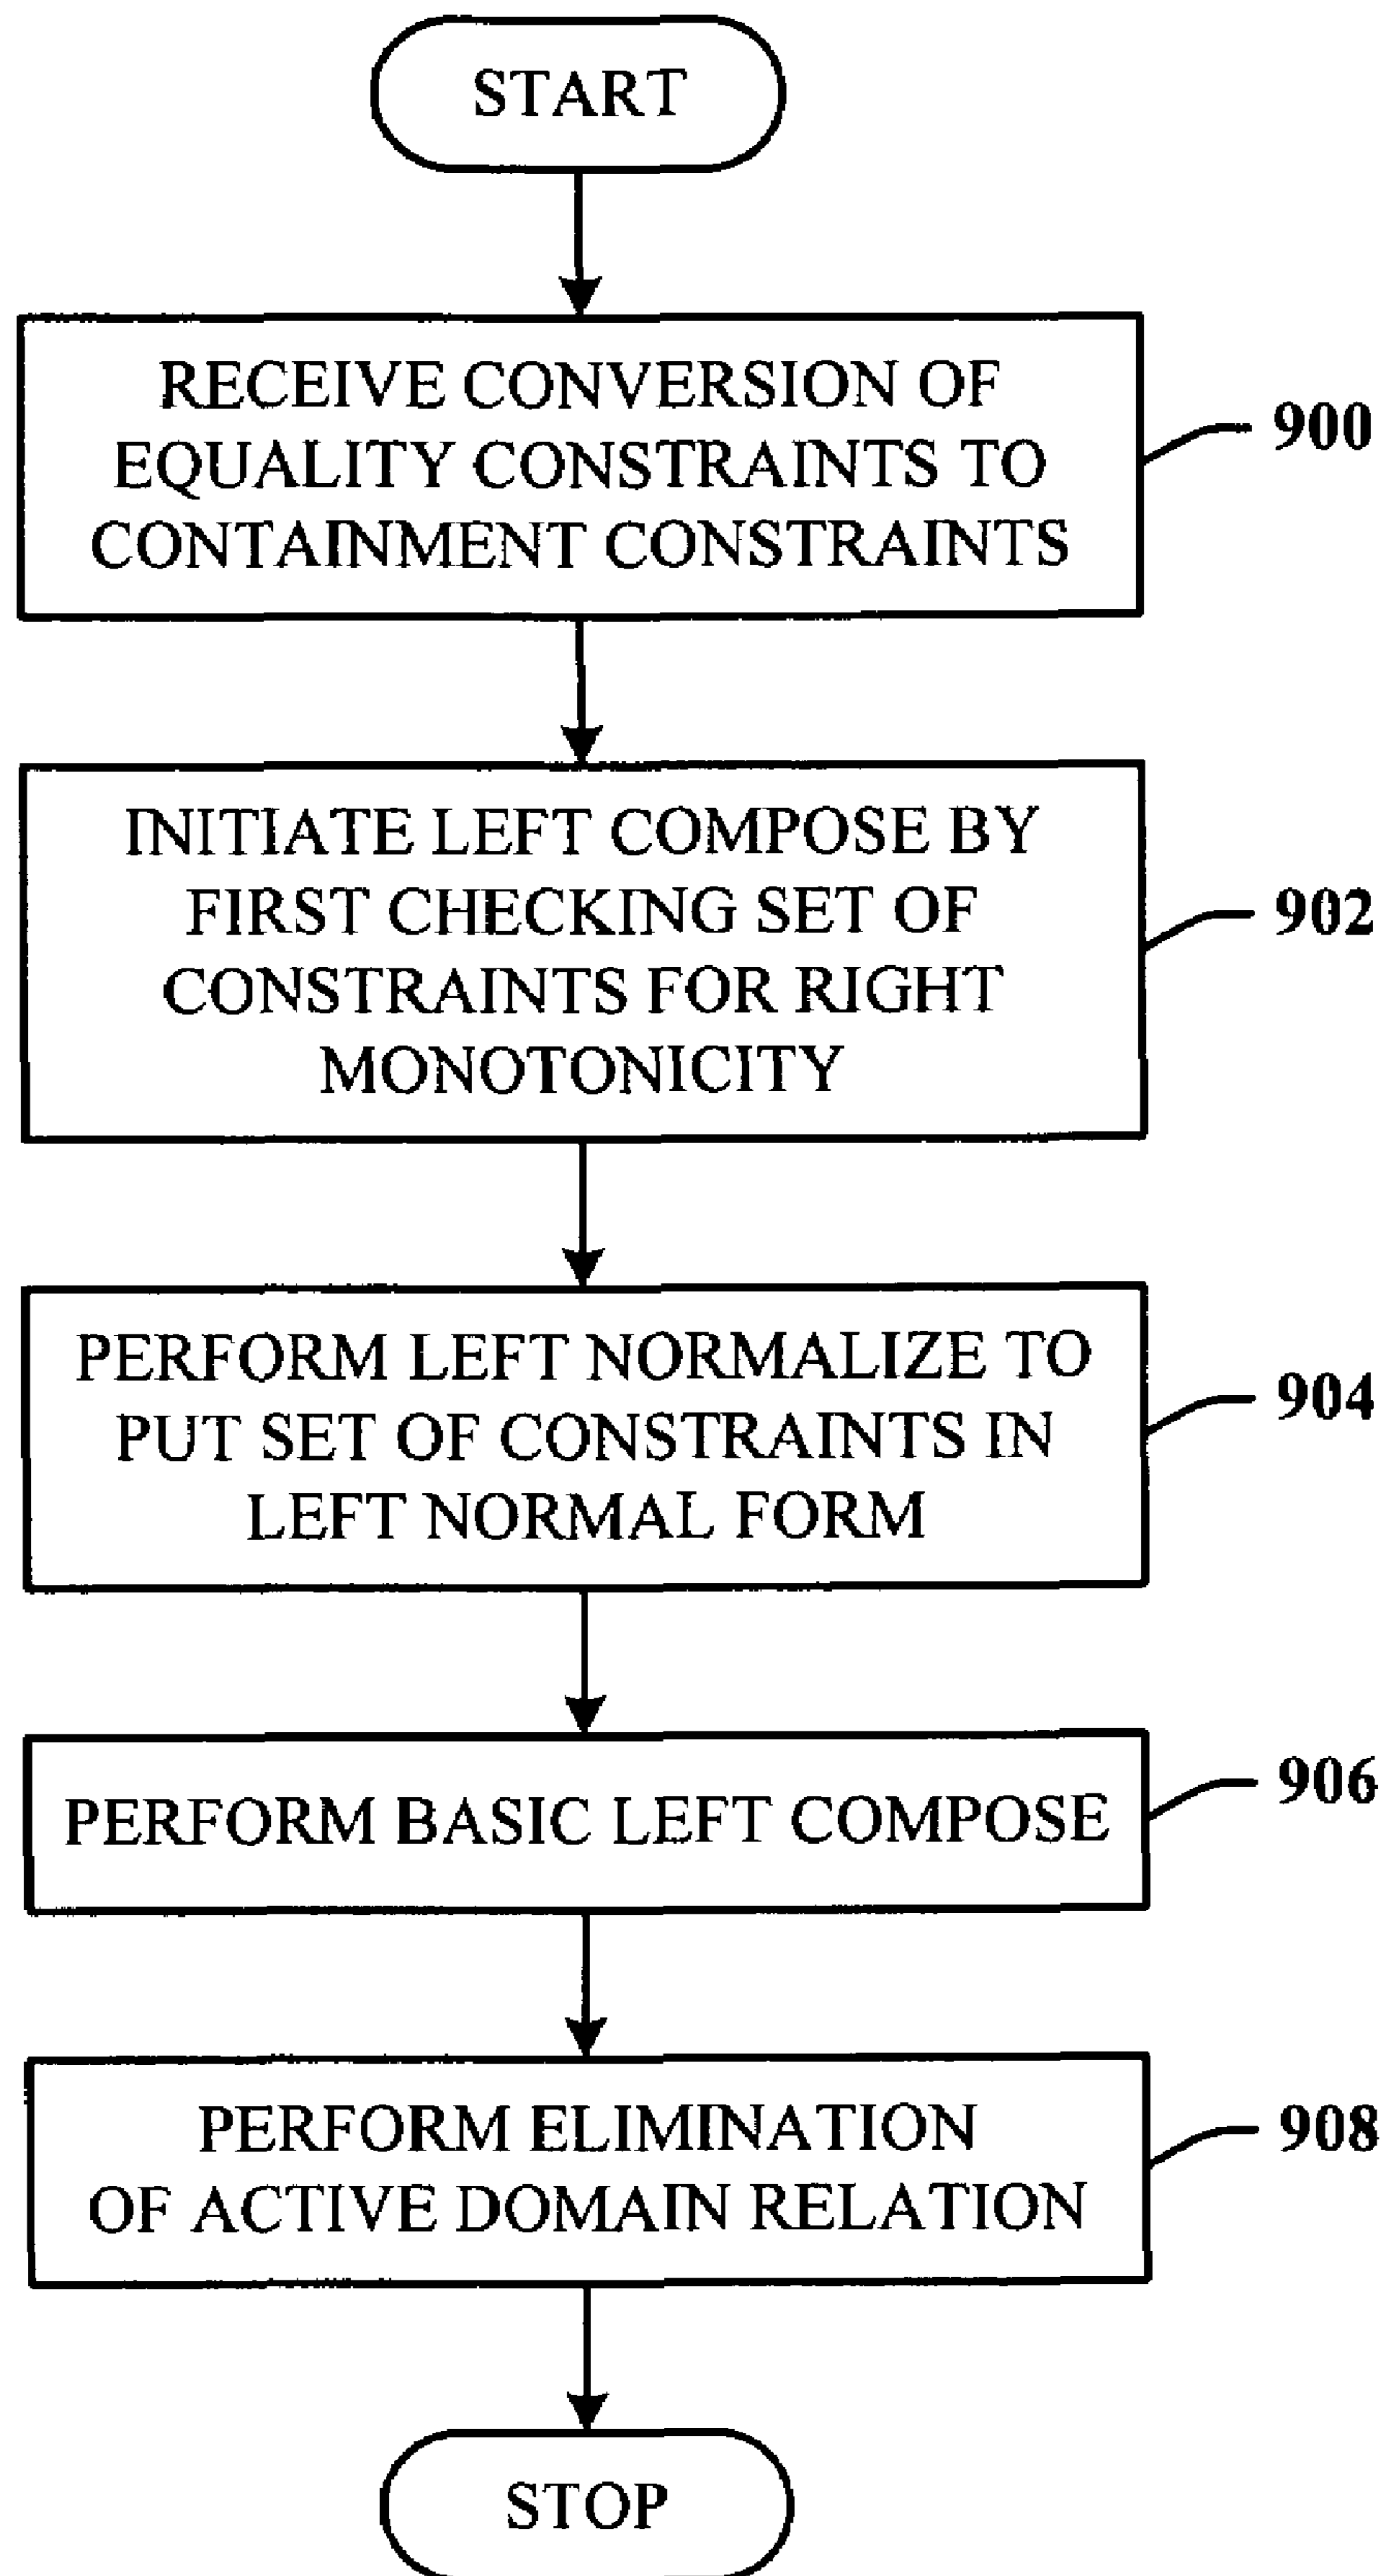 START
RECEIVE CONVERSION OF
EQUALITY CONSTRAINTS TO
CONTAINMENT CONSTRAINTS
900
INITIATE LEFT COMPOSE BY
FIRST CHECKING SET OF
CONSTRAINTS FOR RIGHT
MONOTONICITY
902
PERFORM LEFT NORMALIZE TO
PUT SET OF CONSTRAINTS IN
LEFT NORMAL FORM
904
PERFORM BASIC LEFT COMPOSE
906
PERFORM ELIMINATION
OF ACTIVE DOMAIN RELATION
908
STOP